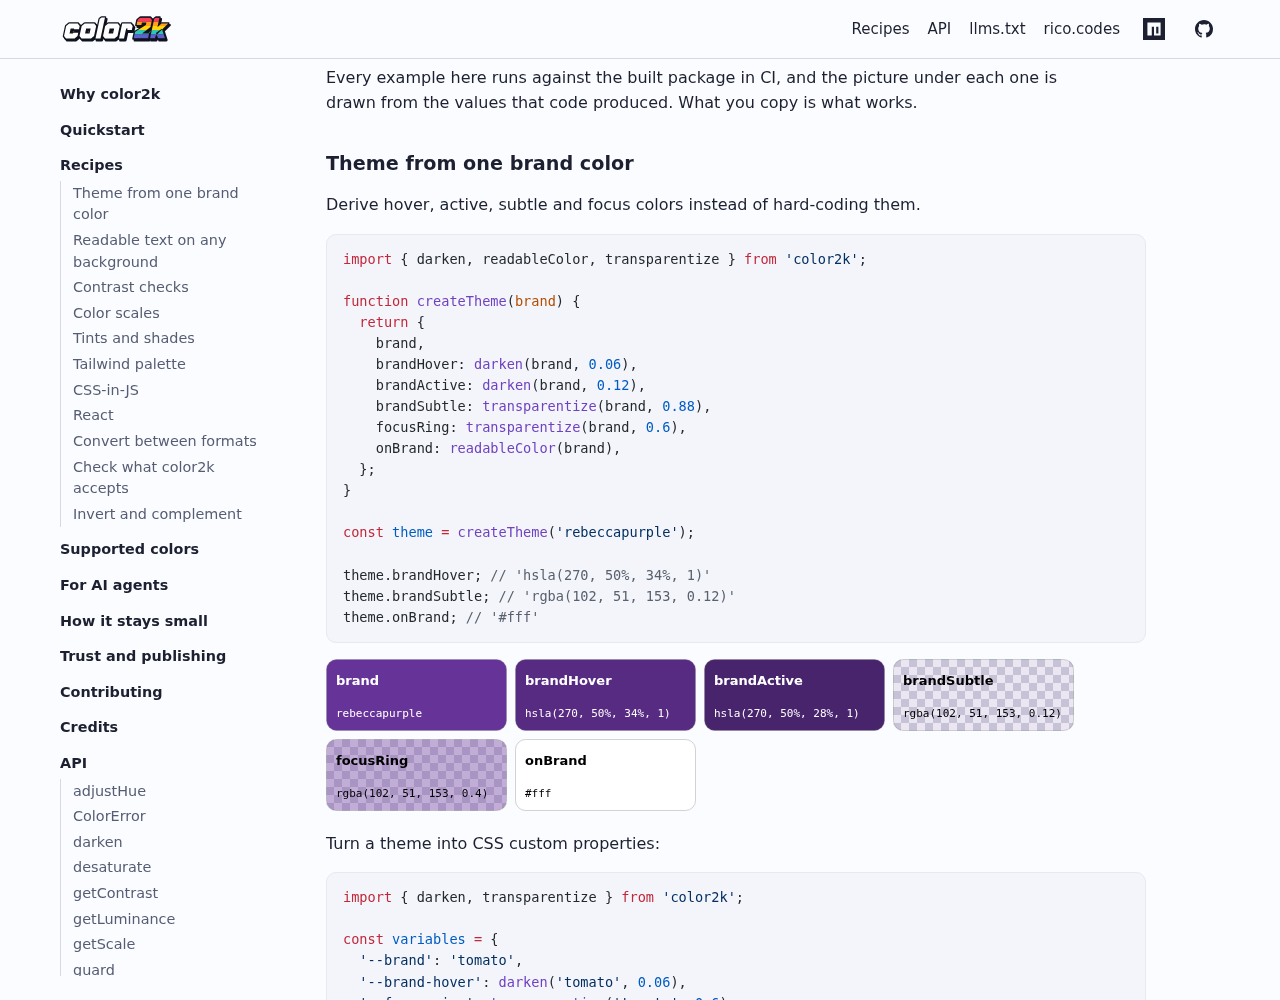 color2k
Recipes API llms.txt rico.codes
Why color2k
Quickstart
Recipes
Theme from one brand
color
Readable text on any
background
Contrast checks
Color scales
Tints and shades
Tailwind palette
CSS-in-JS
React
Convert between formats
Check what color2k
accepts
Invert and complement
Supported colors
For AI agents
How it stays small
Trust and publishing
Contributing
Credits
API
adjustHue
ColorError
darken
desaturate
getContrast
getLuminance
getScale
guard
Every example here runs against the built package in CI, and the picture under each one is
drawn from the values that code produced. What you copy is what works.
Theme from one brand color
Derive hover, active, subtle and focus colors instead of hard-coding them.
import { darken, readableColor, transparentize } from 'color2k';
function createTheme(brand) {
  return {
    brand,
    brandHover: darken(brand, 0.06),
    brandActive: darken(brand, 0.12),
    brandSubtle: transparentize(brand, 0.88),
    focusRing: transparentize(brand, 0.6),
    onBrand: readableColor(brand),
  };
}
const theme = createTheme('rebeccapurple');
theme.brandHover; // 'hsla(270, 50%, 34%, 1)'
theme.brandSubtle; // 'rgba(102, 51, 153, 0.12)'
theme.onBrand; // '#fff'
brand
rebeccapurple
brandHover
hsla(270, 50%, 34%, 1)
brandActive
hsla(270, 50%, 28%, 1)
brandSubtle
rgba(102, 51, 153, 0.12)
focusRing
rgba(102, 51, 153, 0.4)
onBrand
#fff
Turn a theme into CSS custom properties:
import { darken, transparentize } from 'color2k';
const variables = {
  '--brand': 'tomato',
  '--brand-hover': darken('tomato', 0.06),